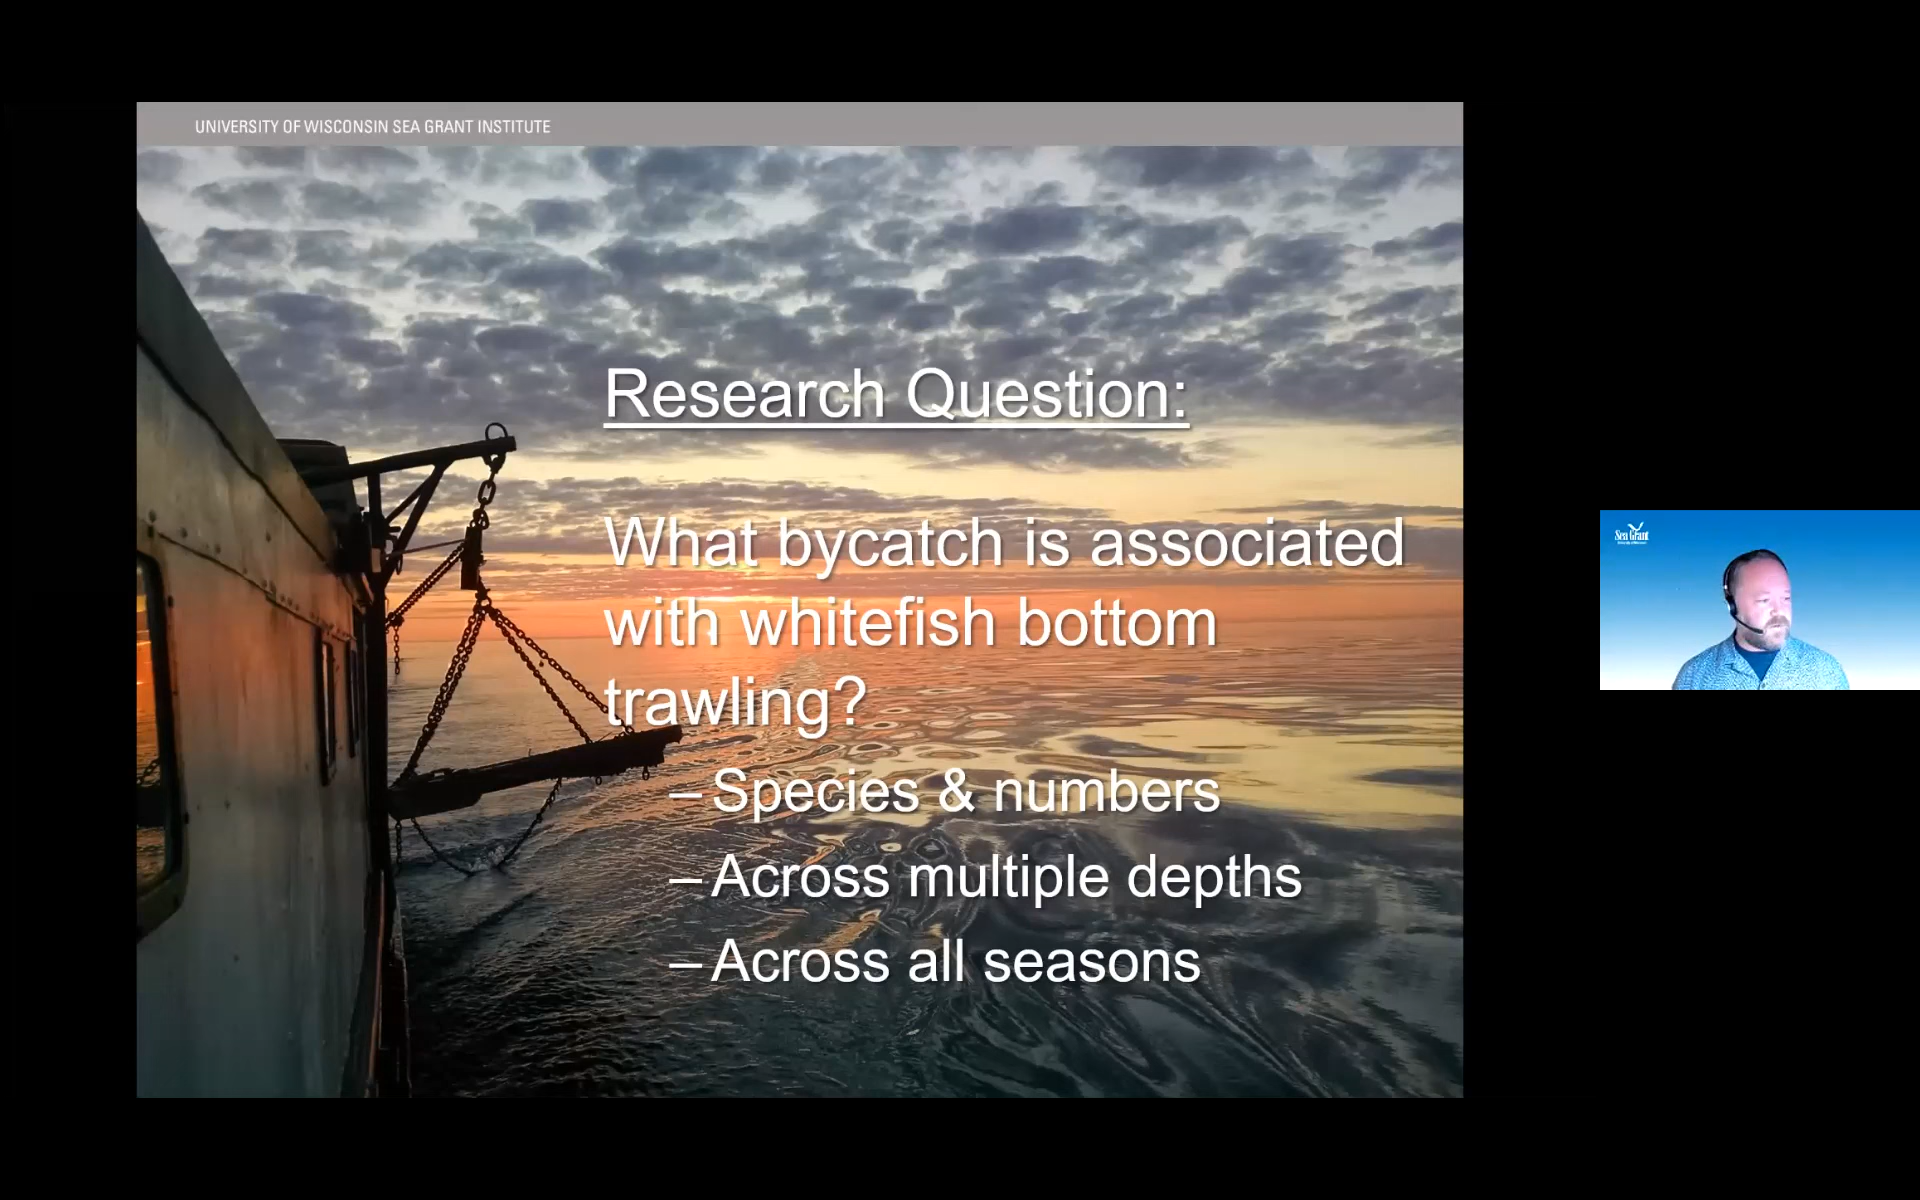 UNIVERSITY OF WISCONSIN SEA GRANT INSTITUTE
Research Question:
What bycatch is associated
with whitefish bottom
trawling?
– Species & numbers
– Across multiple depths
– Across all seasons
Sea Grant